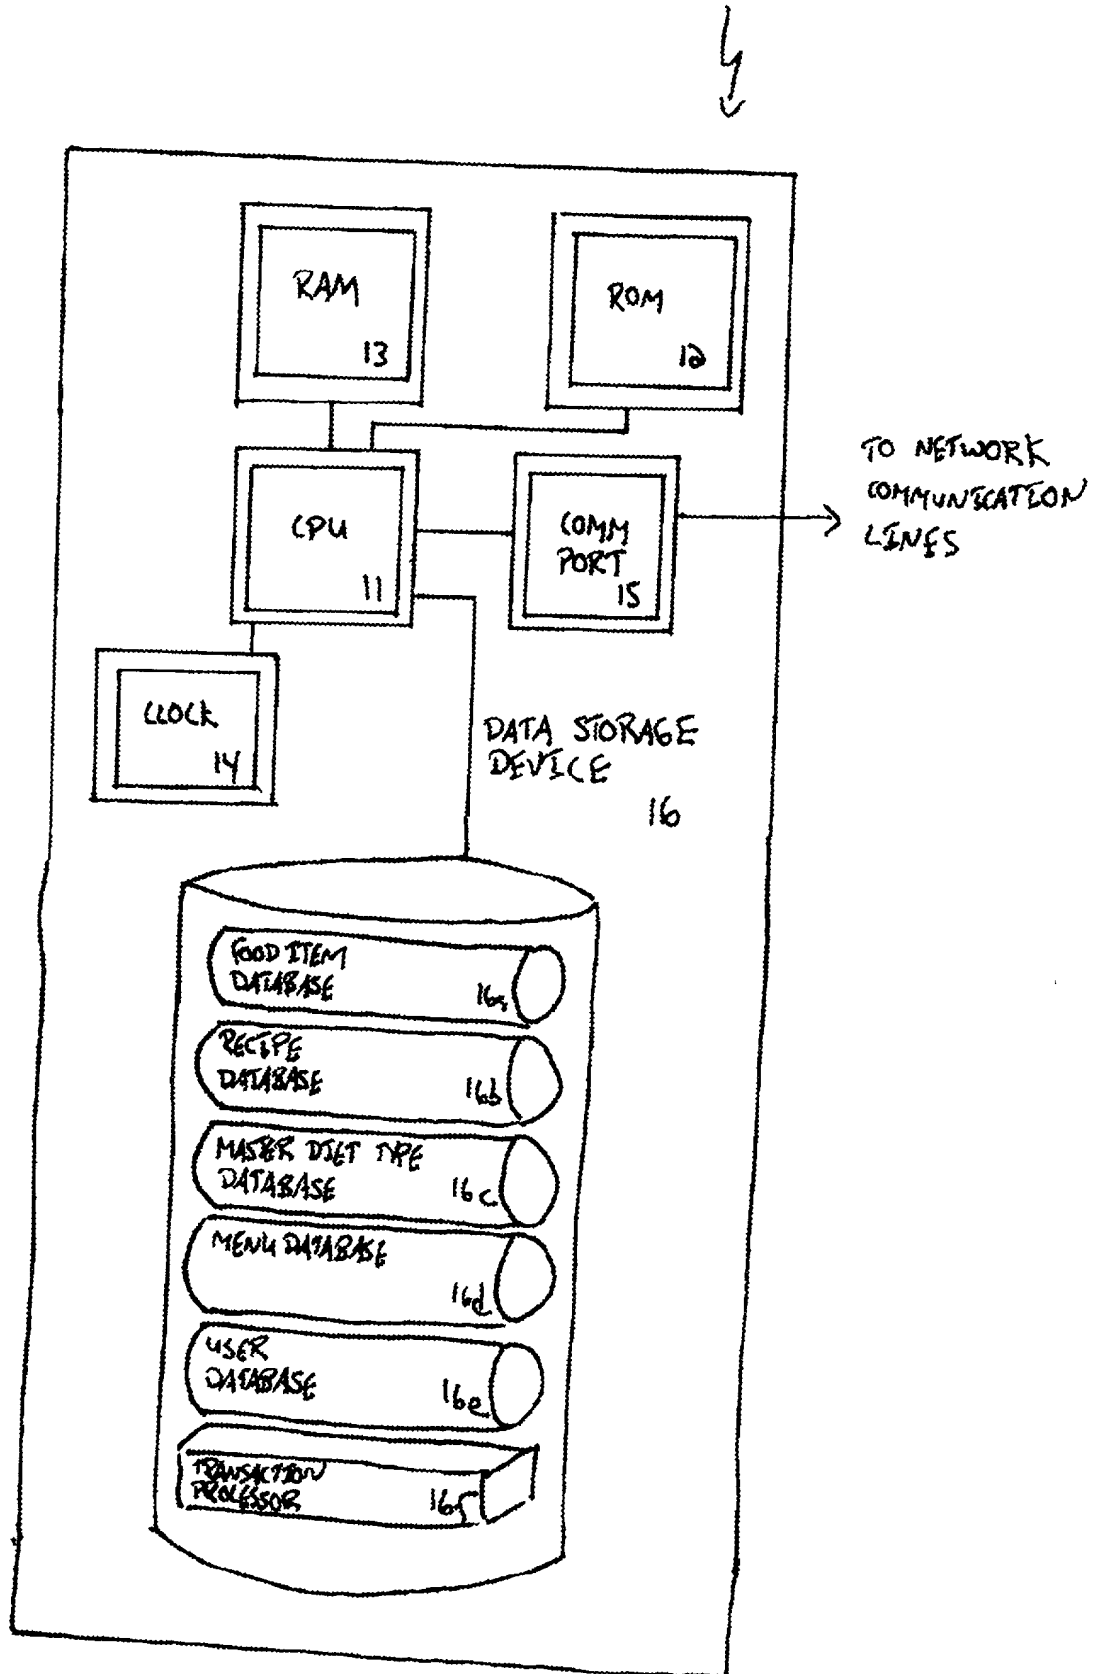 RAM
13
ROM
12
CPU
11
COMM
PORT
15
TO NETWORK
COMMUNICATION
LINES
CLOCK
14
DATA STORAGE
DEVICE
16
FOOD ITEM
DATABASE
16a
RECIPE
DATABASE
16b
MASTER DIET TYPE
DATABASE
16c
MENU DATABASE
16d
USER
DATABASE
16e
TRANSACTION
PROCESSOR
16f